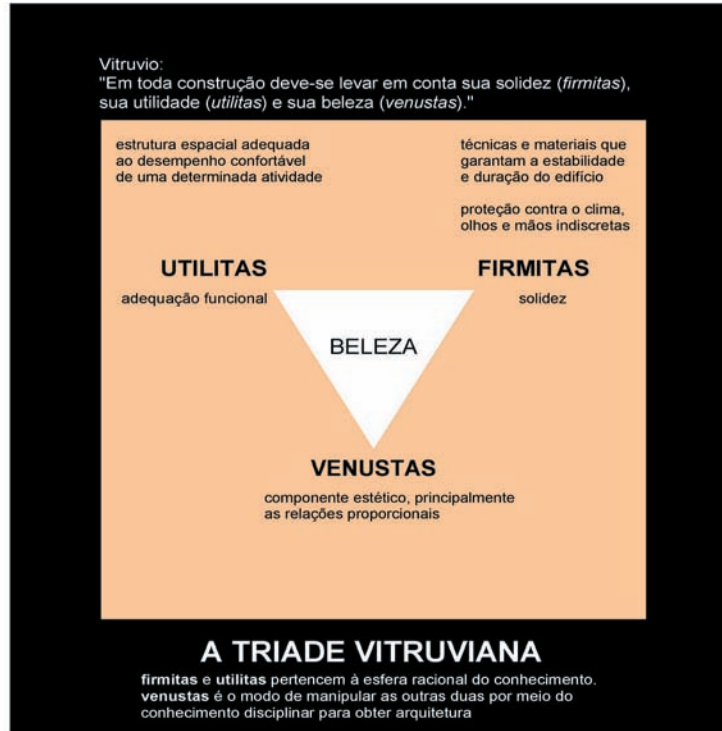 Vitruvio:
"Em toda construção deve-se levar em conta sua solidez (firmitas),
sua utilidade (utilitas) e sua beleza (venustas)."
estrutura espacial adequada
ao desempenho confortável
de uma determinada atividade
técnicas e materiais que
garantam a estabilidade
e duração do edifício
proteção contra o clima,
olhos e mãos indiscretas
UTILITAS
adequação funcional
FIRMITAS
solidez
BELEZA
VENUSTAS
componente estético, principalmente
as relações proporcionais
A TRIADE VITRUVIANA
firmitas e utilitas pertencem à esfera racional do conhecimento.
venustas é o modo de manipular as outras duas por meio do
conhecimento disciplinar para obter arquitetura